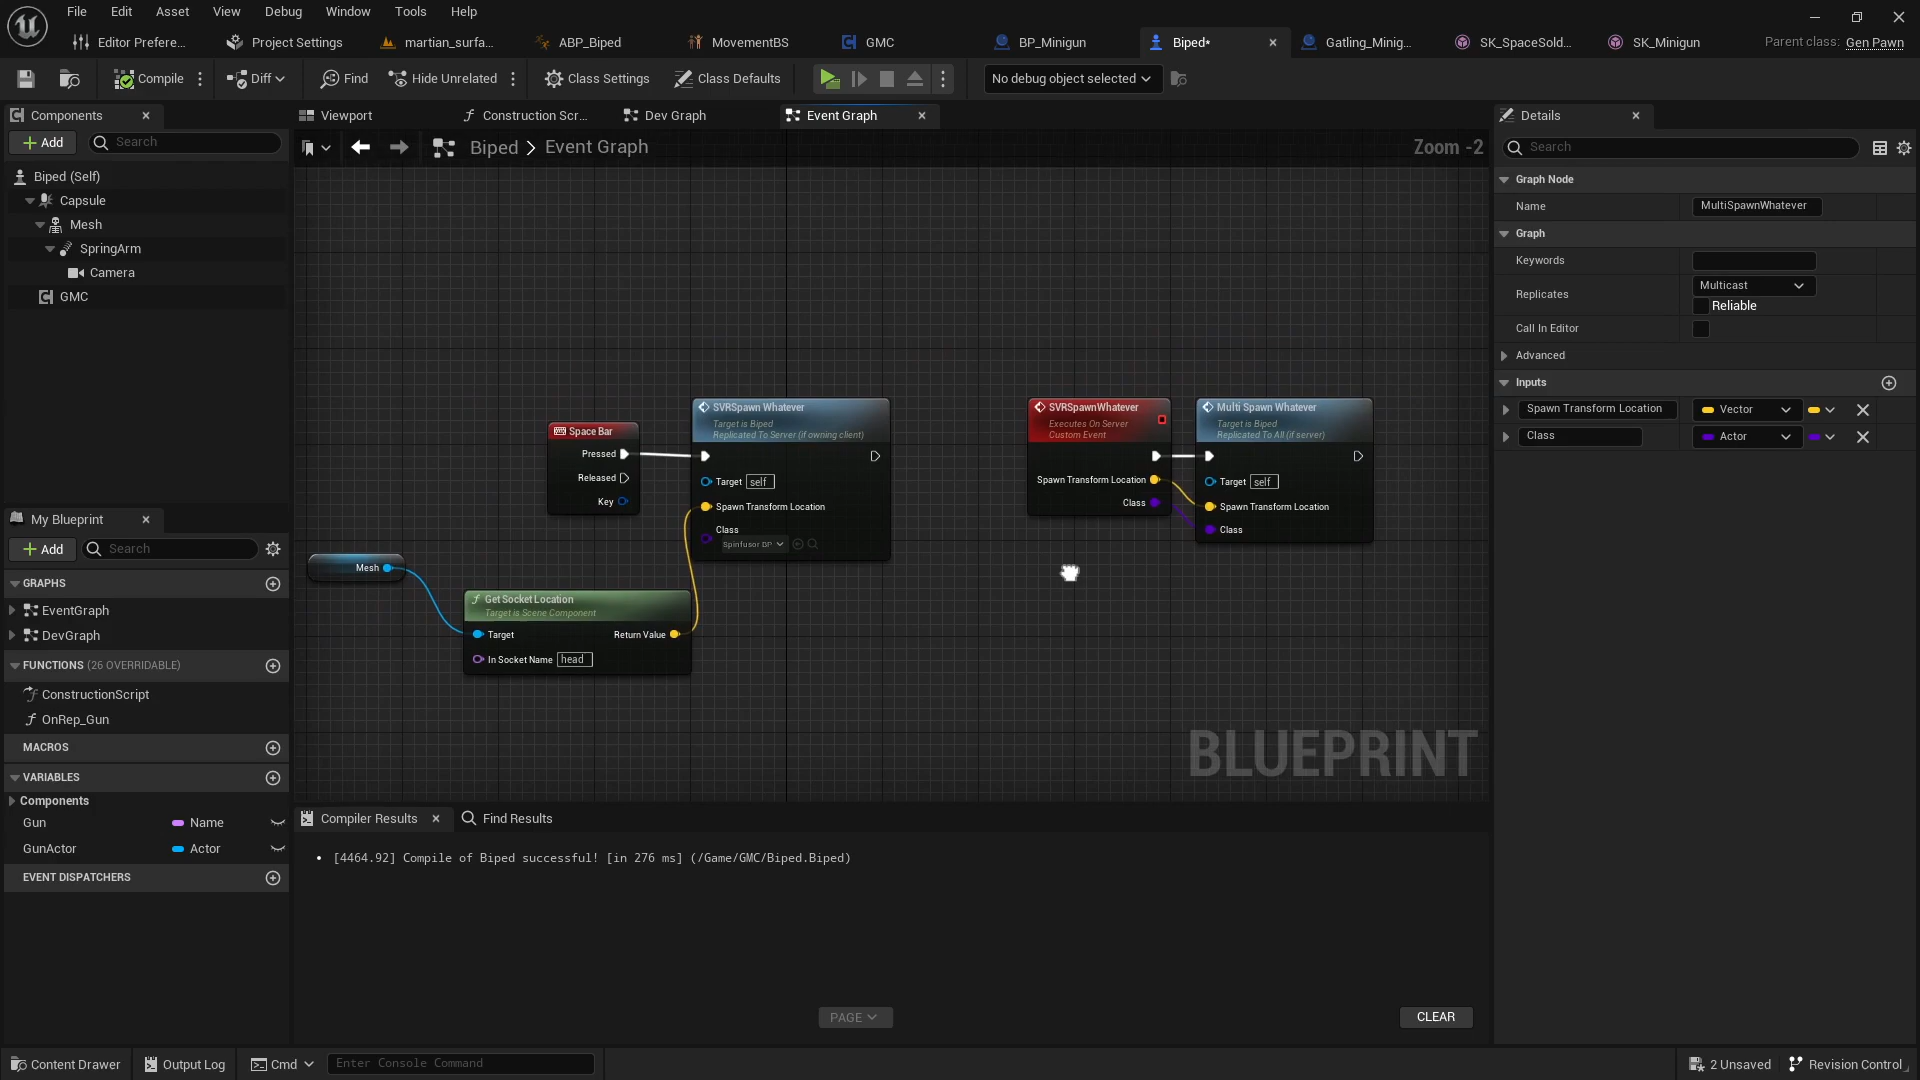 File Edit Asset View Debug Window Tools Help
Editor Prefere... Project Settings martian_surfa... ABP_Biped MovementBS GMC BP_Minigun Biped* Gatling_Minig... SK_SpaceSold... SK_Minigun Parent class: Gen Pawn
Compile Diff Find Hide Unrelated Class Settings Class Defaults No debug object selected
Components
Add Search
Biped (Self)
Capsule
Mesh
SpringArm
Camera
GMC
My Blueprint
Add Search
GRAPHS
EventGraph
DevGraph
FUNCTIONS (26 OVERRIDABLE)
ConstructionScript
OnRep_Gun
MACROS
VARIABLES
Components
Gun Name
GunActor Actor
EVENT DISPATCHERS
Viewport Construction Scr... Dev Graph Event Graph
Biped > Event Graph Zoom -2
Space Bar
Pressed
Released
Key
SVRSpawn Whatever
Target is Biped
Replicated To Server (if owning client)
Target self
Spawn Transform Location
Class
Spinfusor BP
Mesh
Get Socket Location
Target is Scene Component
Target Return Value
In Socket Name head
SVRSpawnWhatever
Executes On Server
Custom Event
Spawn Transform Location
Class
Multi Spawn Whatever
Target is Biped
Replicated To All (if server)
Target self
Spawn Transform Location
Class
BLUEPRINT
Compiler Results Find Results
[4464.92] Compile of Biped successful! [in 276 ms] (/Game/GMC/Biped.Biped)
PAGE CLEAR
Details
Search
Graph Node
Name MultiSpawnWhatever
Graph
Keywords
Replicates Multicast
Reliable
Call In Editor
Advanced
Inputs
Spawn Transform Location Vector
Class Actor
Content Drawer Output Log Cmd Enter Console Command 2 Unsaved Revision Control